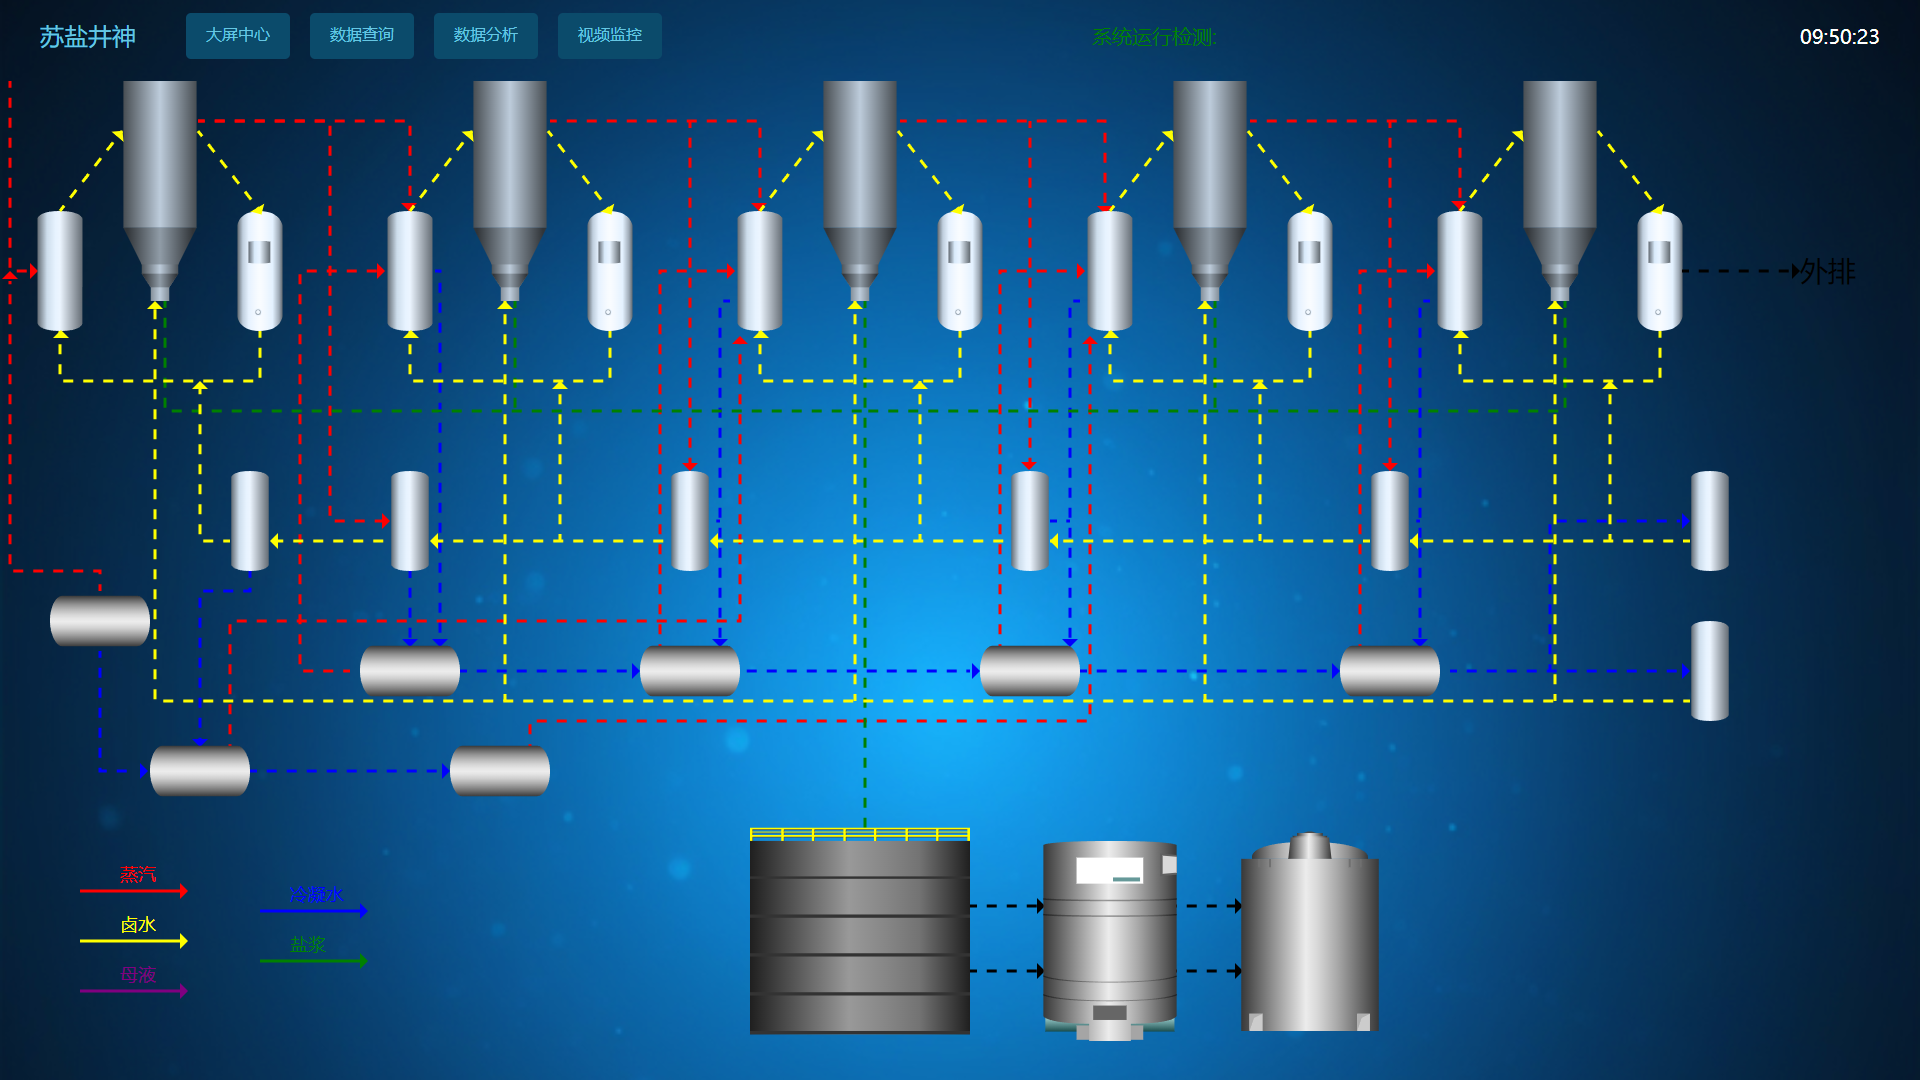 苏盐井神
大屏中心
数据查询
数据分析
视频监控
系统运行检测:
09:50:23
外排
蒸汽
冷凝水
卤水
盐浆
母液